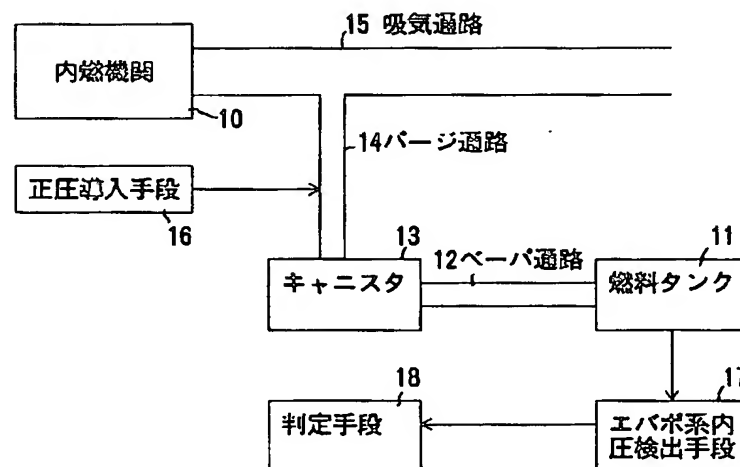 15 吸気通路
内燃機関
10
14パージ通路
正圧導入手段
16
13
11
キャニスタ
12ベーパ通路
燃料タンク
18
17
判定手段
エバポ系内
圧検出手段